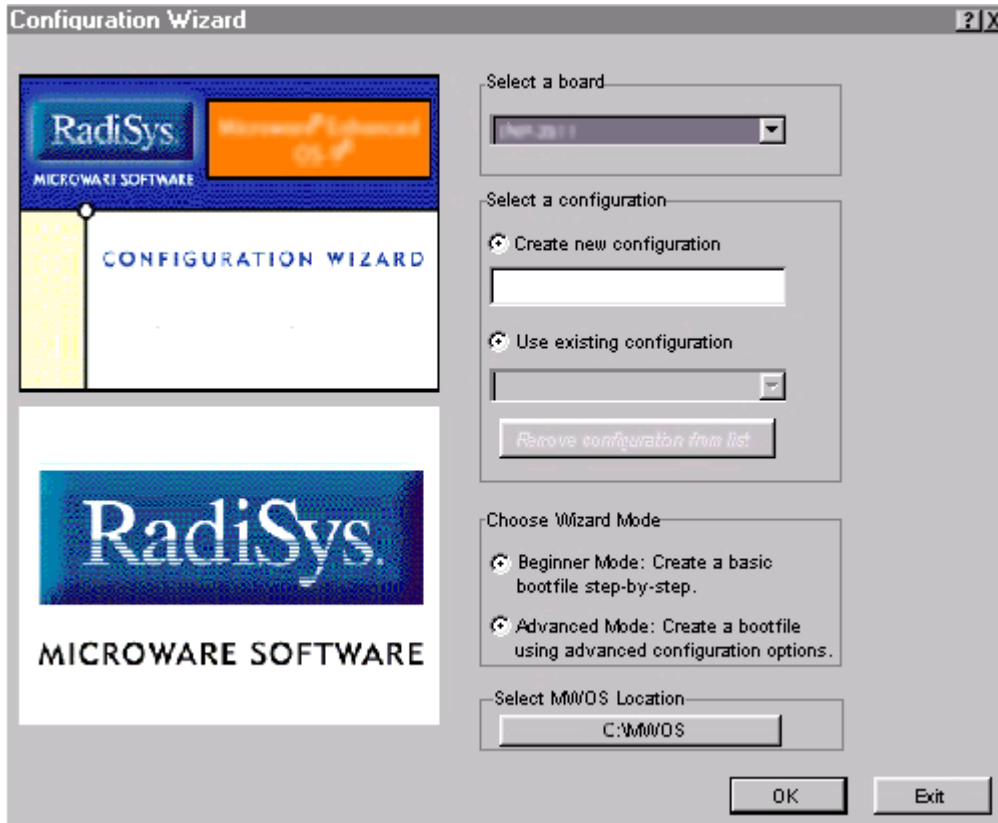 Configuration Wizard
? X
RadiSys.
MICROWARE SOFTWARE
CONFIGURATION WIZARD
RadiSys.
MICROWARE SOFTWARE
Select a board
Select a configuration
Create new configuration
Use existing configuration
Remove configuration from list
Choose Wizard Mode
Beginner Mode: Create a basic
bootfile step-by-step.
Advanced Mode: Create a bootfile
using advanced configuration options.
Select MWOS Location
C:\MWOS
OK
Exit